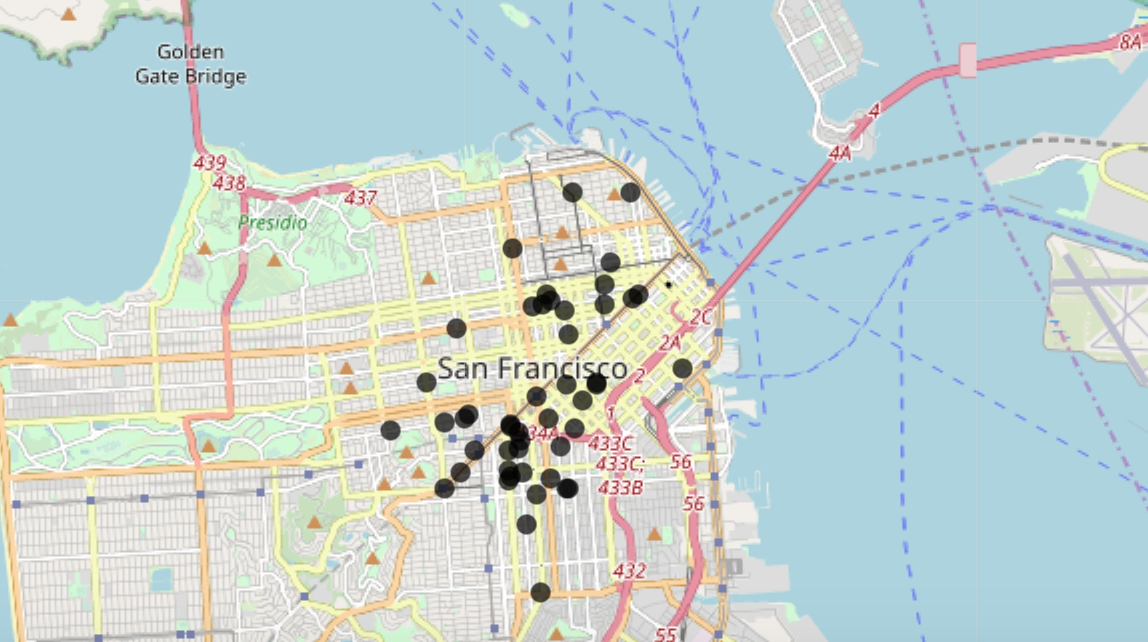 Golden
Gate Bridge
8A
4
4A
439
438
437
Presidio
2C
2A
San Francisco
2
1
34A
433C
433C;
433B
56
56
432
55